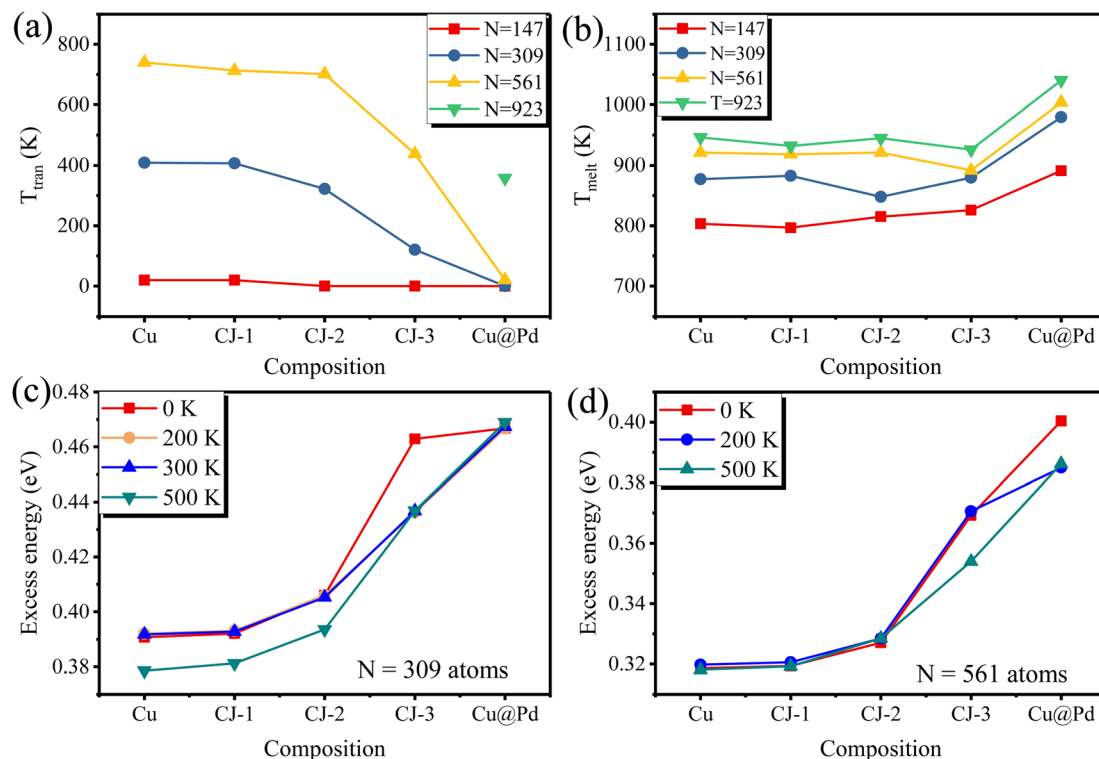 (a)
800
600
400
200
0
T_tran (K)
N=147
N=309
N=561
N=923
Cu CJ-1 CJ-2 CJ-3 Cu@Pd
Composition
(b)
1100
1000
900
800
700
T_melt (K)
N=147
N=309
N=561
T=923
Cu CJ-1 CJ-2 CJ-3 Cu@Pd
Composition
(c)
0.48
0.46
0.44
0.42
0.40
0.38
Excess energy (eV)
0 K
200 K
300 K
500 K
N = 309 atoms
Cu CJ-1 CJ-2 CJ-3 Cu@Pd
Composition
(d)
0.40
0.38
0.36
0.34
0.32
Excess energy (eV)
0 K
200 K
500 K
N = 561 atoms
Cu CJ-1 CJ-2 CJ-3 Cu@Pd
Composition